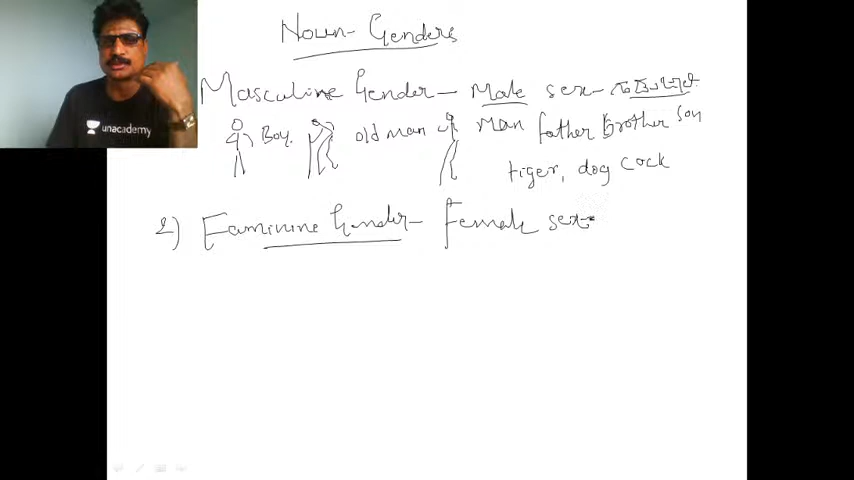 Noun- Genders
Masculine Gender- Male sex-
Boy. old man man father brother son
tiger, dog cock
2) Faminine Gender- Female sex-
unacademy